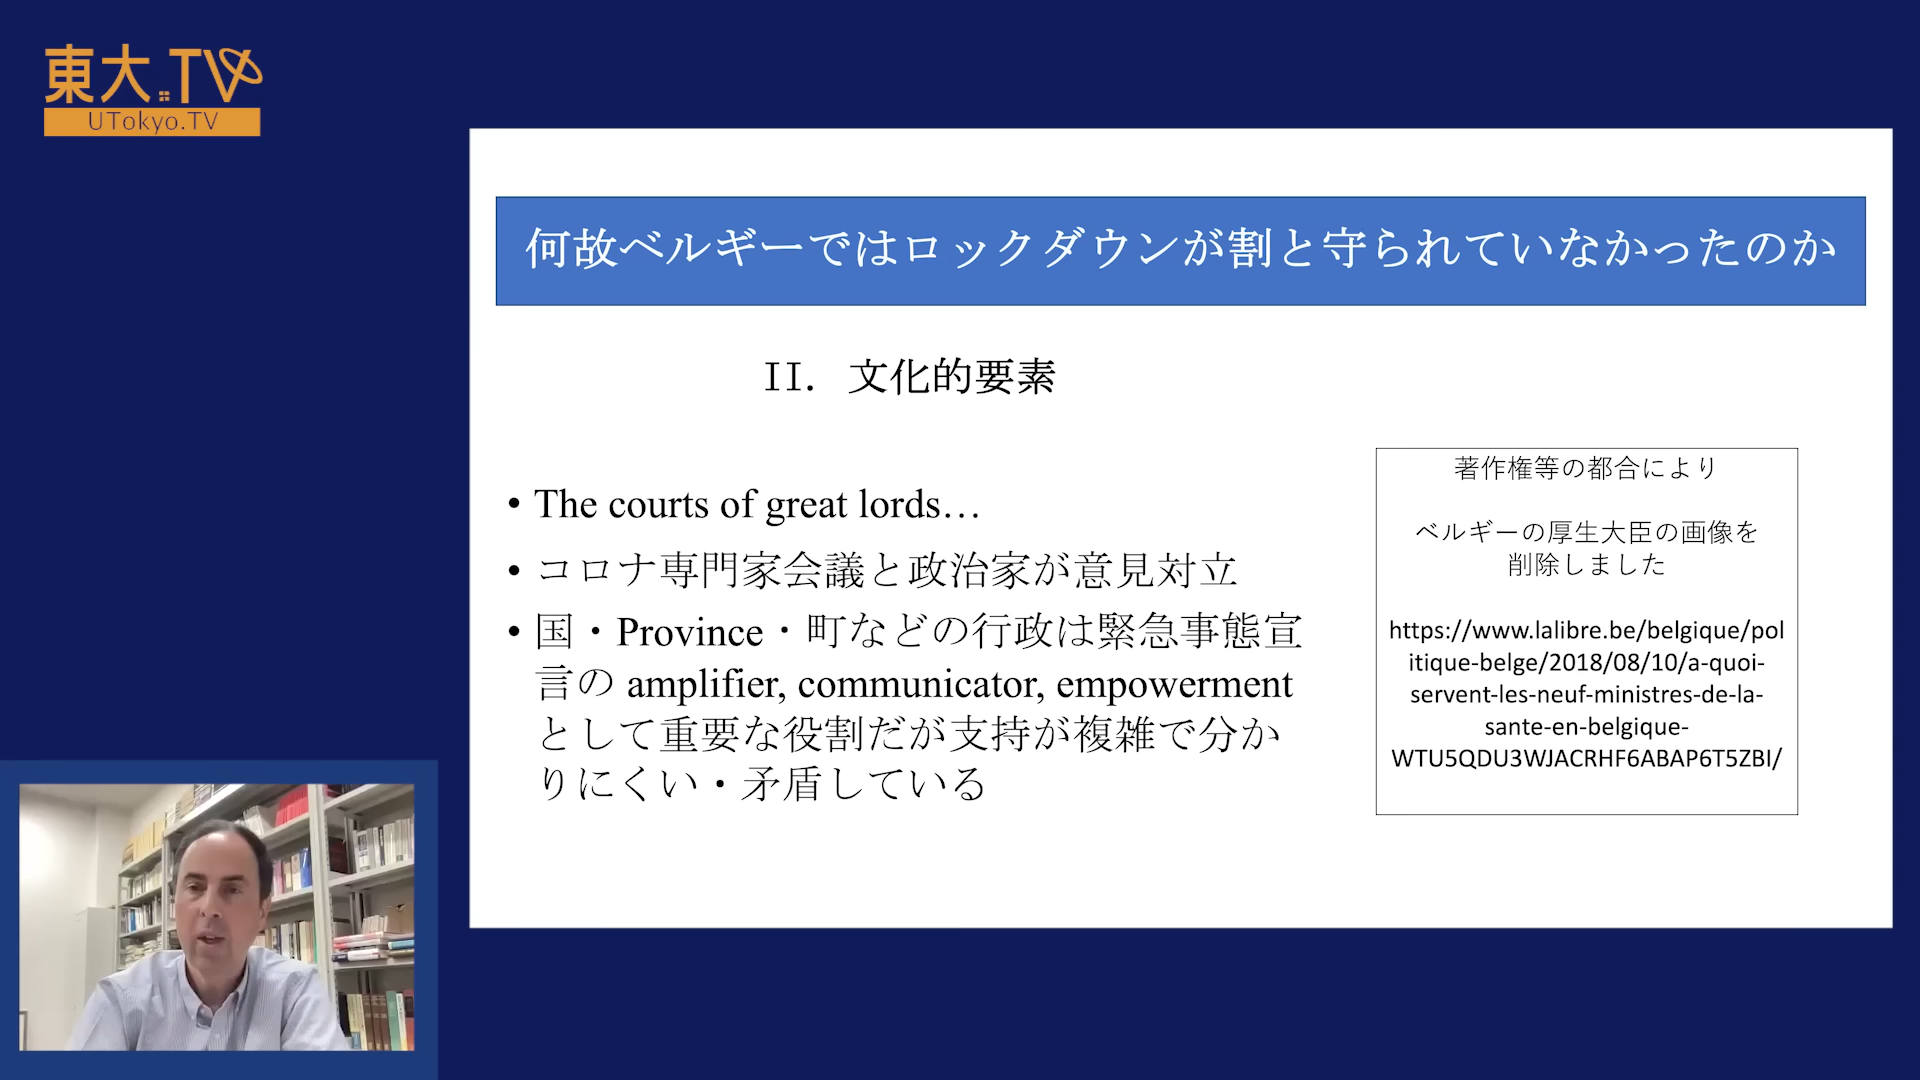 東大.TV
UTokyo.TV
何故ベルギーではロックダウンが割と守られていなかったのか
II. 文化的要素
• The courts of great lords…
• コロナ専門家会議と政治家が意見対立
• 国・Province・町などの行政は緊急事態宣
言の amplifier, communicator, empowerment
として重要な役割だが支持が複雑で分か
りにくい・矛盾している
著作権等の都合により
ベルギーの厚生大臣の画像を
削除しました
https://www.lalibre.be/belgique/pol
itique-belge/2018/08/10/a-quoi-
servent-les-neuf-ministres-de-la-
sante-en-belgique-
WTU5QDU3WJACRHF6ABAP6T5ZBI/